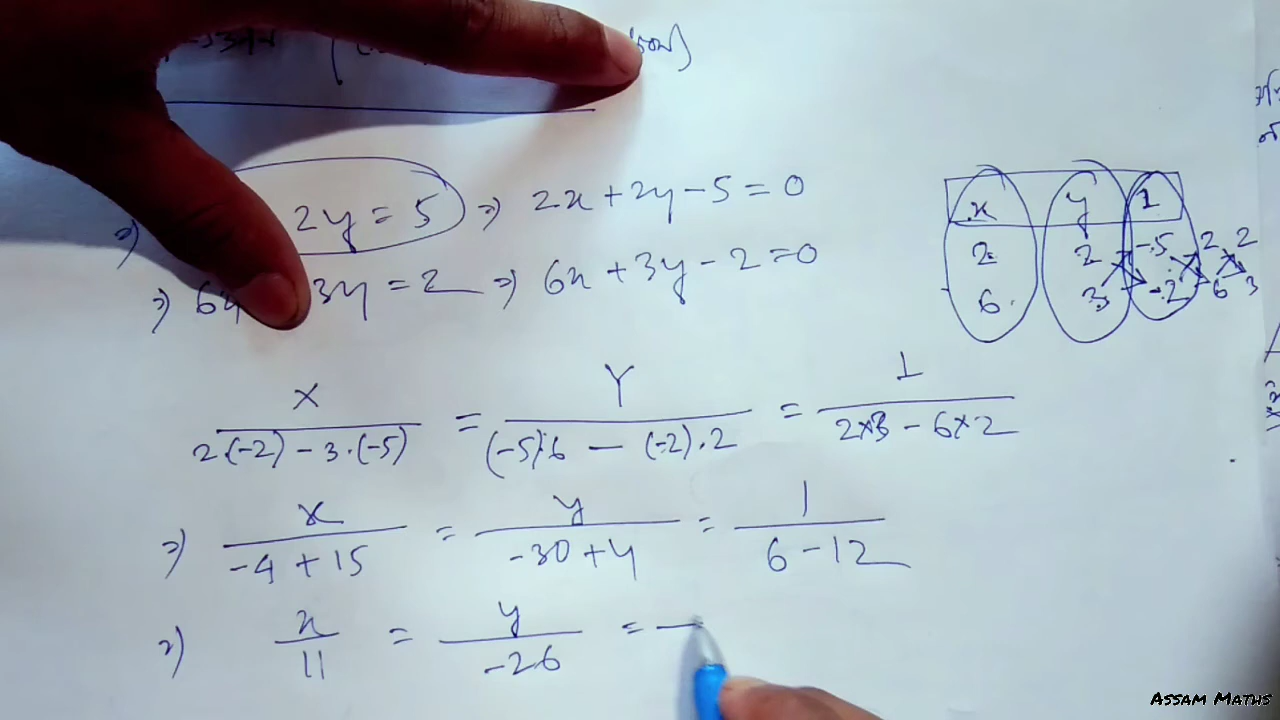 2y = 5 ⇒ 2x + 2y - 5 = 0
⇒ 3y = 2 ⇒ 6x + 3y - 2 = 0
x y 1
2 2 -5 2 2
6 3 -2 6 3
X/(2·(-2) - 3·(-5)) = Y/((-5)·6 - (-2)·2) = 1/(2×3 - 6×2)
⇒ x/(-4 + 15) = y/(-30 + 4) = 1/(6 - 12)
⇒ x/11 = y/-26 =
ASSAM MATHS